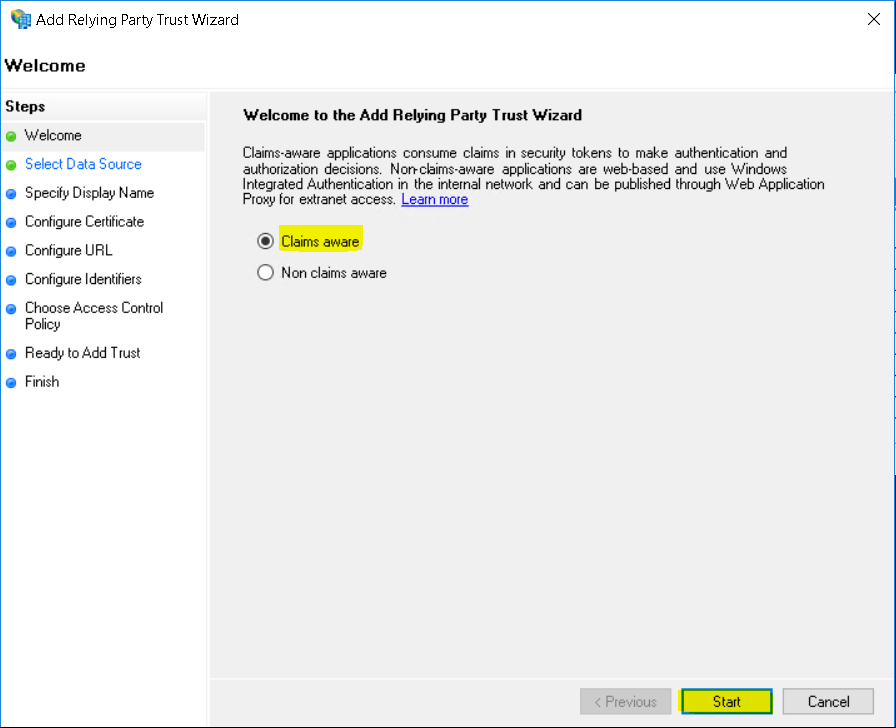 Add Relying Party Trust Wizard
Welcome
Steps
Welcome
Select Data Source
Specify Display Name
Configure Certificate
Configure URL
Configure Identifiers
Choose Access Control
Policy
Ready to Add Trust
Finish
Welcome to the Add Relying Party Trust Wizard
Claims-aware applications consume claims in security tokens to make authentication and
authorization decisions. Non-claims-aware applications are web-based and use Windows
Integrated Authentication in the internal network and can be published through Web Application
Proxy for extranet access. Learn more
Claims aware
Non claims aware
< Previous
Start
Cancel